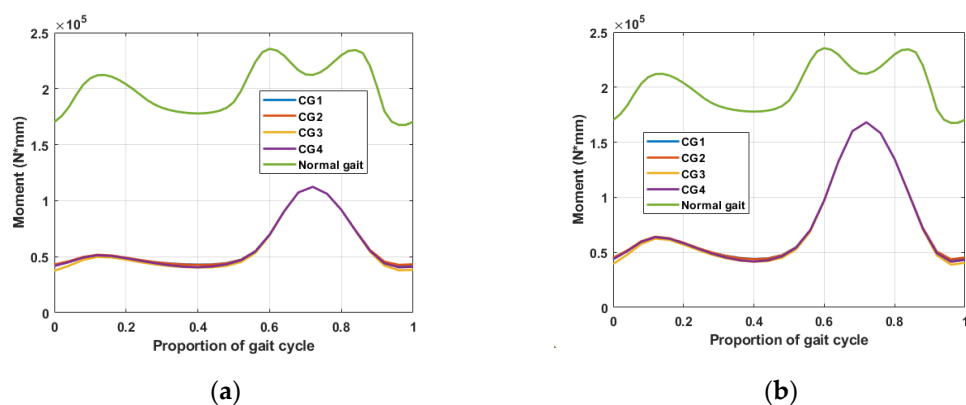 ×10⁵
2.5
2
1.5
1
0.5
0
Moment (N*mm)
CG1
CG2
CG3
CG4
Normal gait
0 0.2 0.4 0.6 0.8 1
Proportion of gait cycle
(a)
×10⁵
2.5
2
1.5
1
0.5
0
Moment (N*mm)
CG1
CG2
CG3
CG4
Normal gait
0 0.2 0.4 0.6 0.8 1
Proportion of gait cycle
(b)